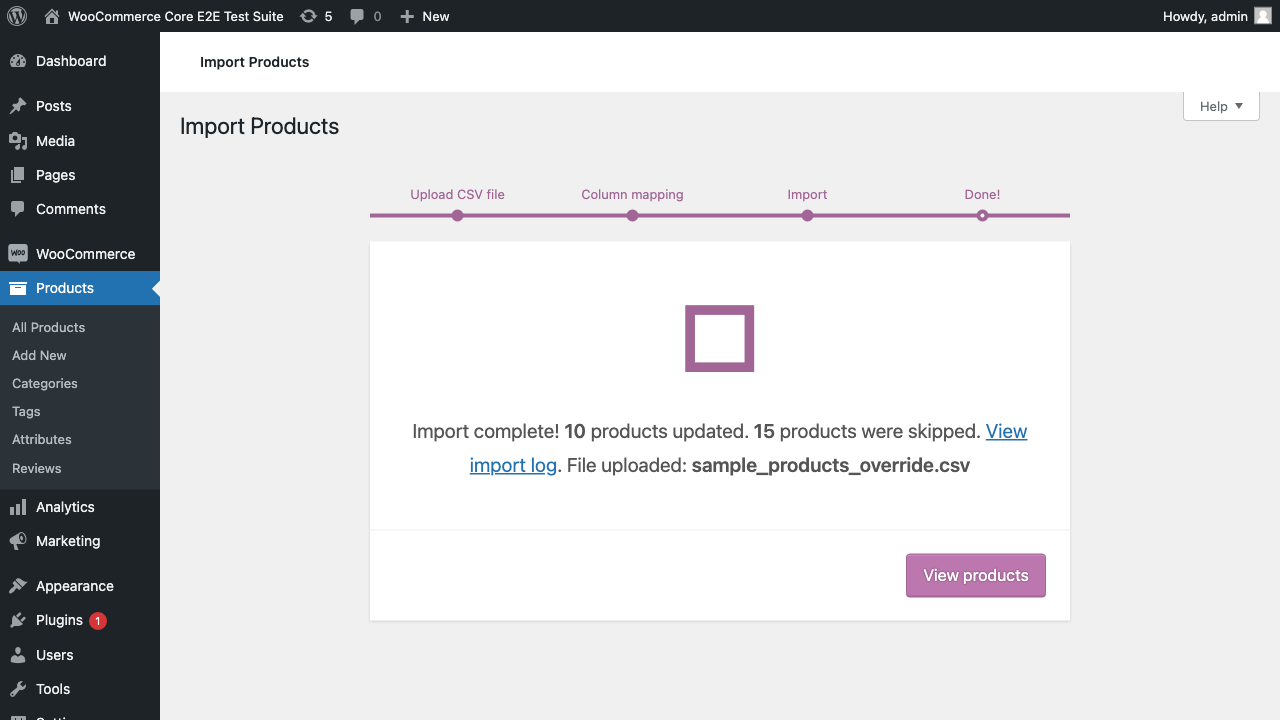 WooCommerce Core E2E Test Suite 5 0 New Howdy, admin
Dashboard
Posts
Media
Pages
Comments
WooCommerce
Products
All Products
Add New
Categories
Tags
Attributes
Reviews
Analytics
Marketing
Appearance
Plugins 1
Users
Tools
Import Products
Help
Import Products
Upload CSV file Column mapping Import Done!
Import complete! 10 products updated. 15 products were skipped. View
import log. File uploaded: sample_products_override.csv
View products